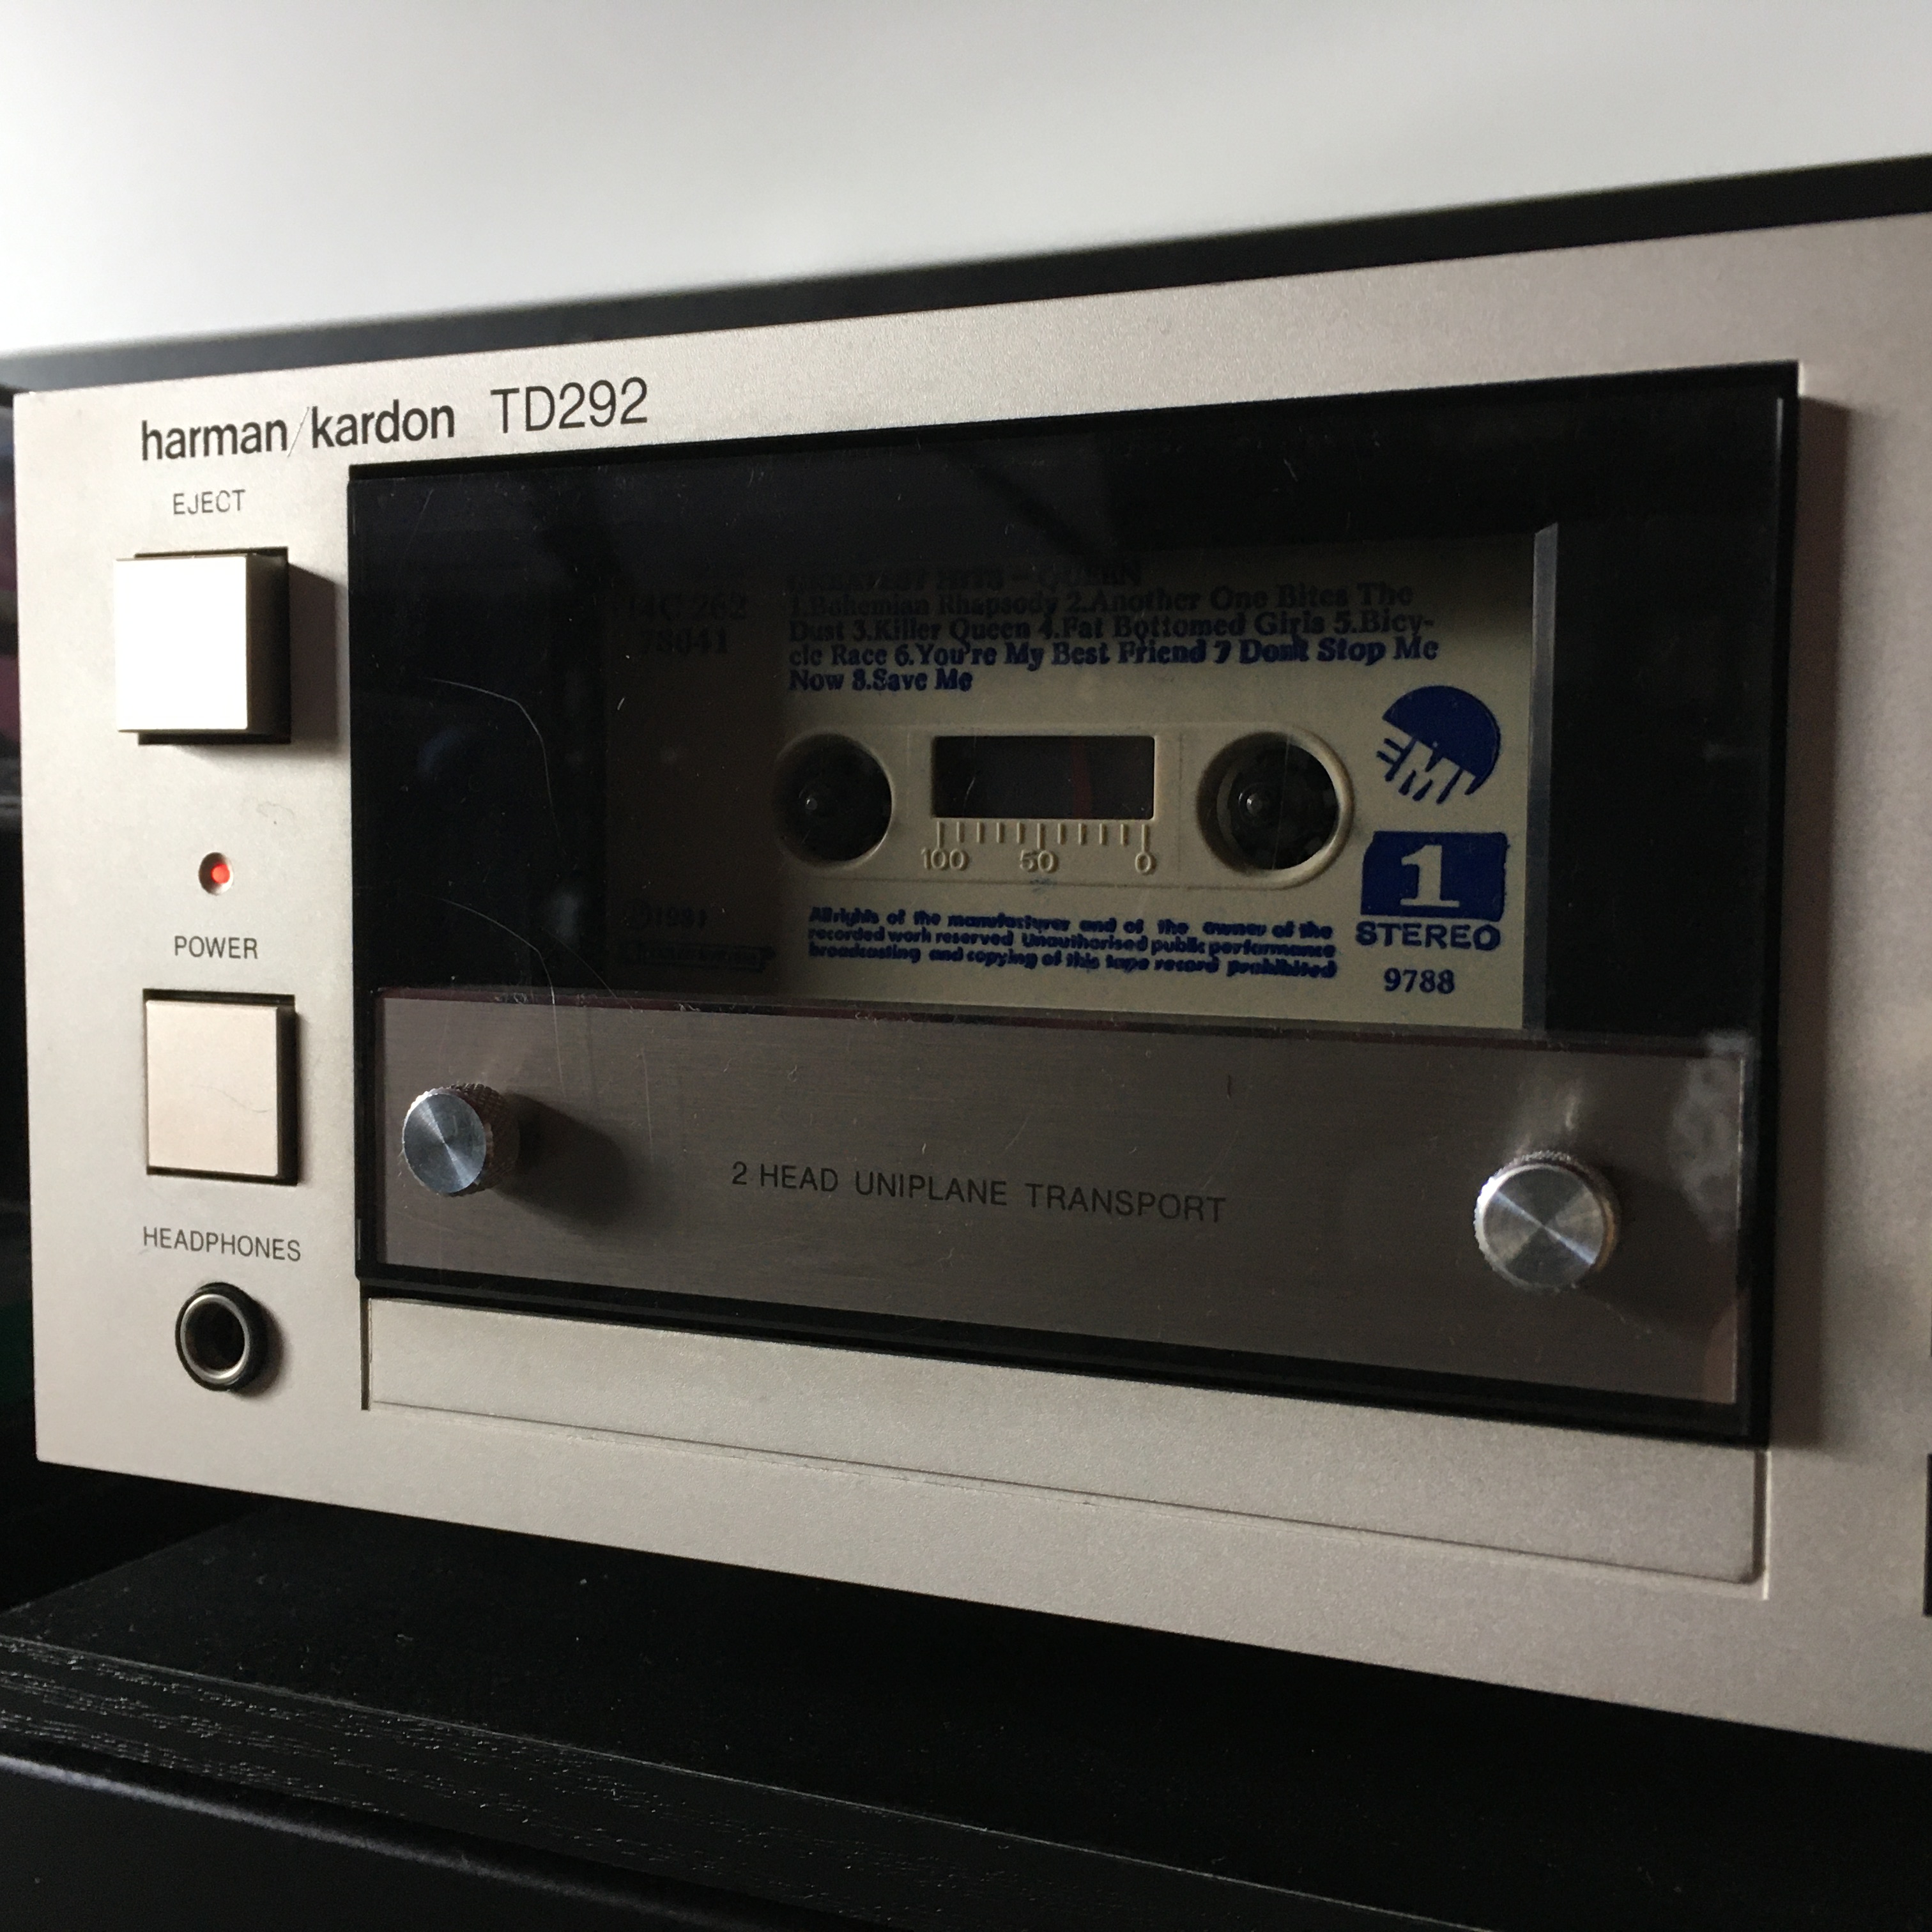 harman/kardon TD292
EJECT
POWER
HEADPHONES
GREATEST HITS – QUEEN
1.Bohemian Rhapsody 2.Another One Bites The
Dust 3.Killer Queen 4.Fat Bottomed Girls 5.Bicy-
cle Race 6.You're My Best Friend 7 Don't Stop Me
Now 8.Save Me
262
78041
EMI
100 50 0
1
STEREO
9788
1981
All rights of the manufacturer and of the owner of the
recorded work reserved Unauthorised public performance
broadcasting and copying of this tape record prohibited
2 HEAD UNIPLANE TRANSPORT